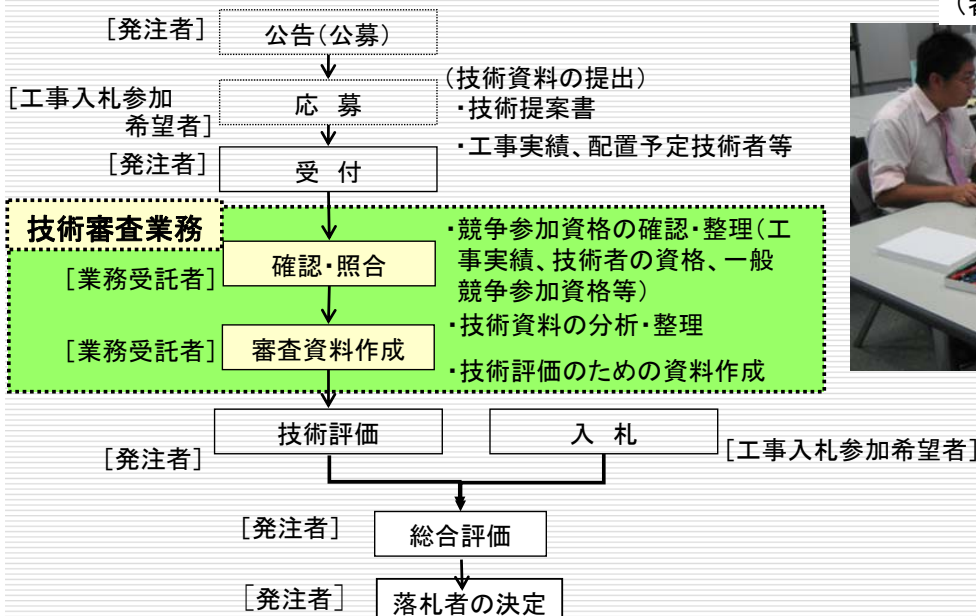 [発注者]
公告(公募)
[工事入札参加
希望者]
応 募
(技術資料の提出)
・技術提案書
・工事実績、配置予定技術者等
[発注者]
受 付
技術審査業務
[業務受託者]
確認・照合
・競争参加資格の確認・整理(工
事実績、技術者の資格、一般
競争参加資格等)
・技術資料の分析・整理
[業務受託者]
審査資料作成
・技術評価のための資料作成
[発注者]
技術評価
入 札
[工事入札参加希望者]
[発注者]
総合評価
[発注者]
落札者の決定